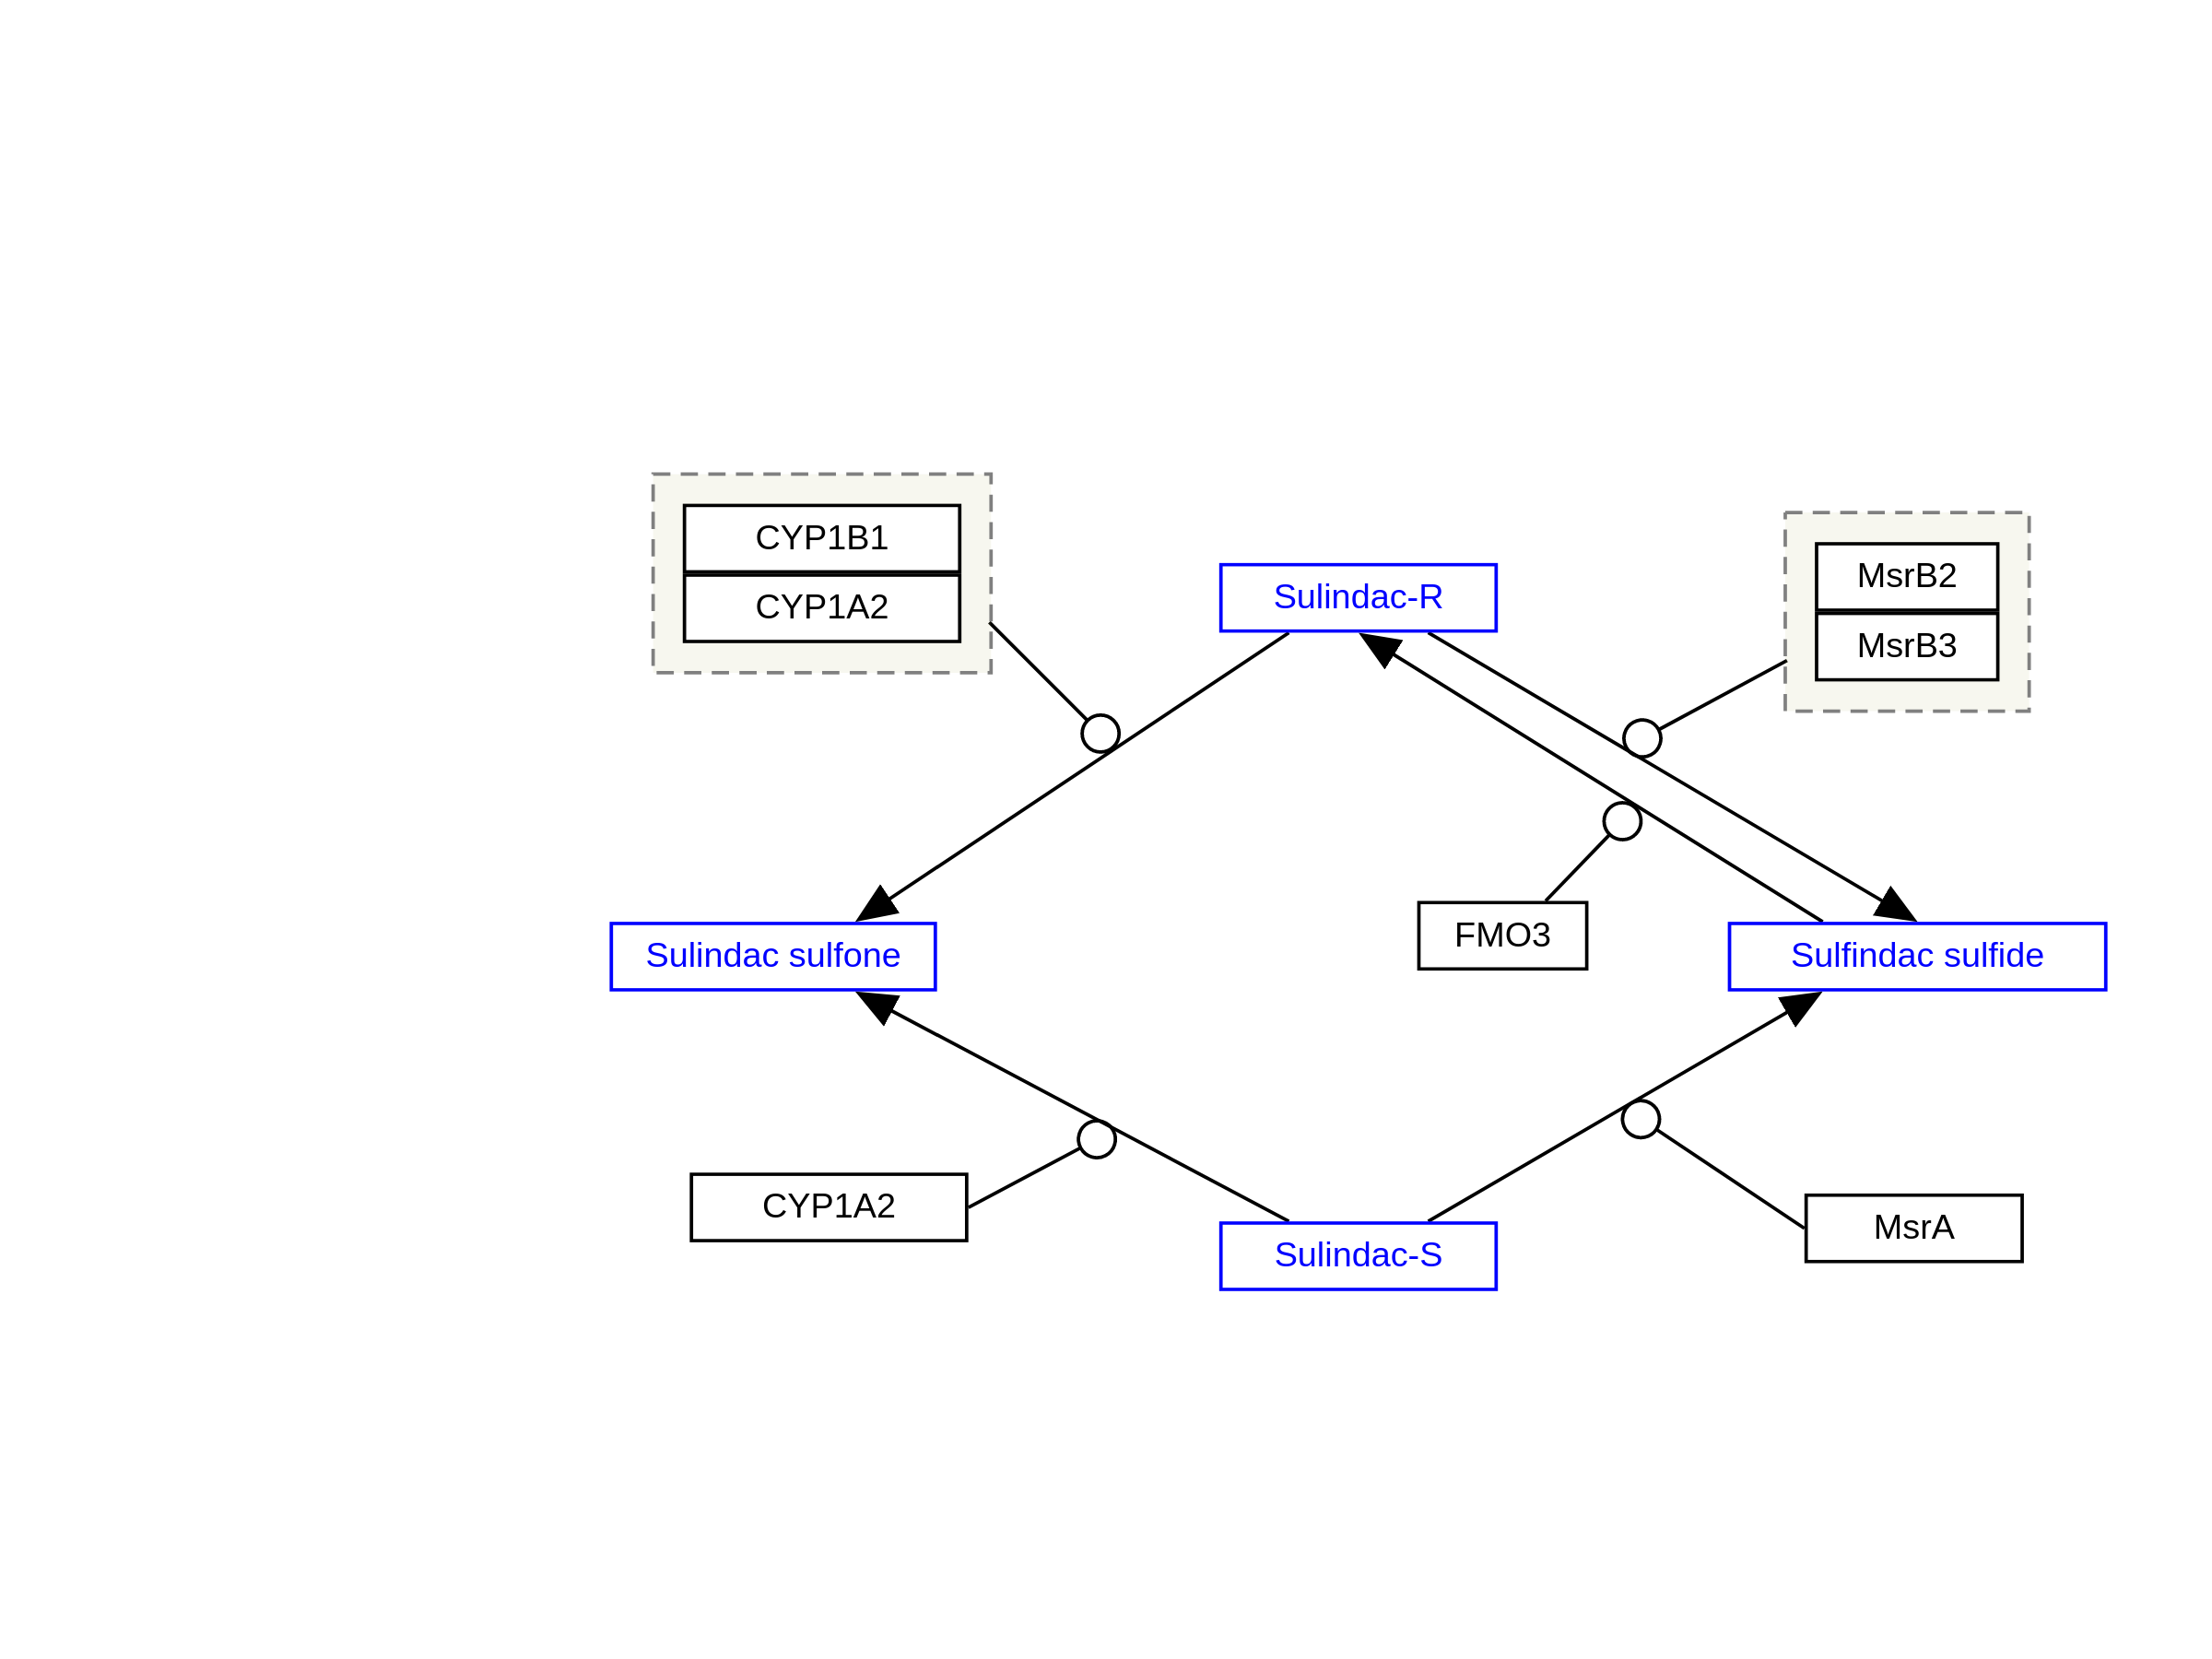 CYP1B1
CYP1A2
MsrB2
MsrB3
Sulindac-R
FMO3
Sulindac sulfone
Sulfindac sulfide
CYP1A2
MsrA
Sulindac-S